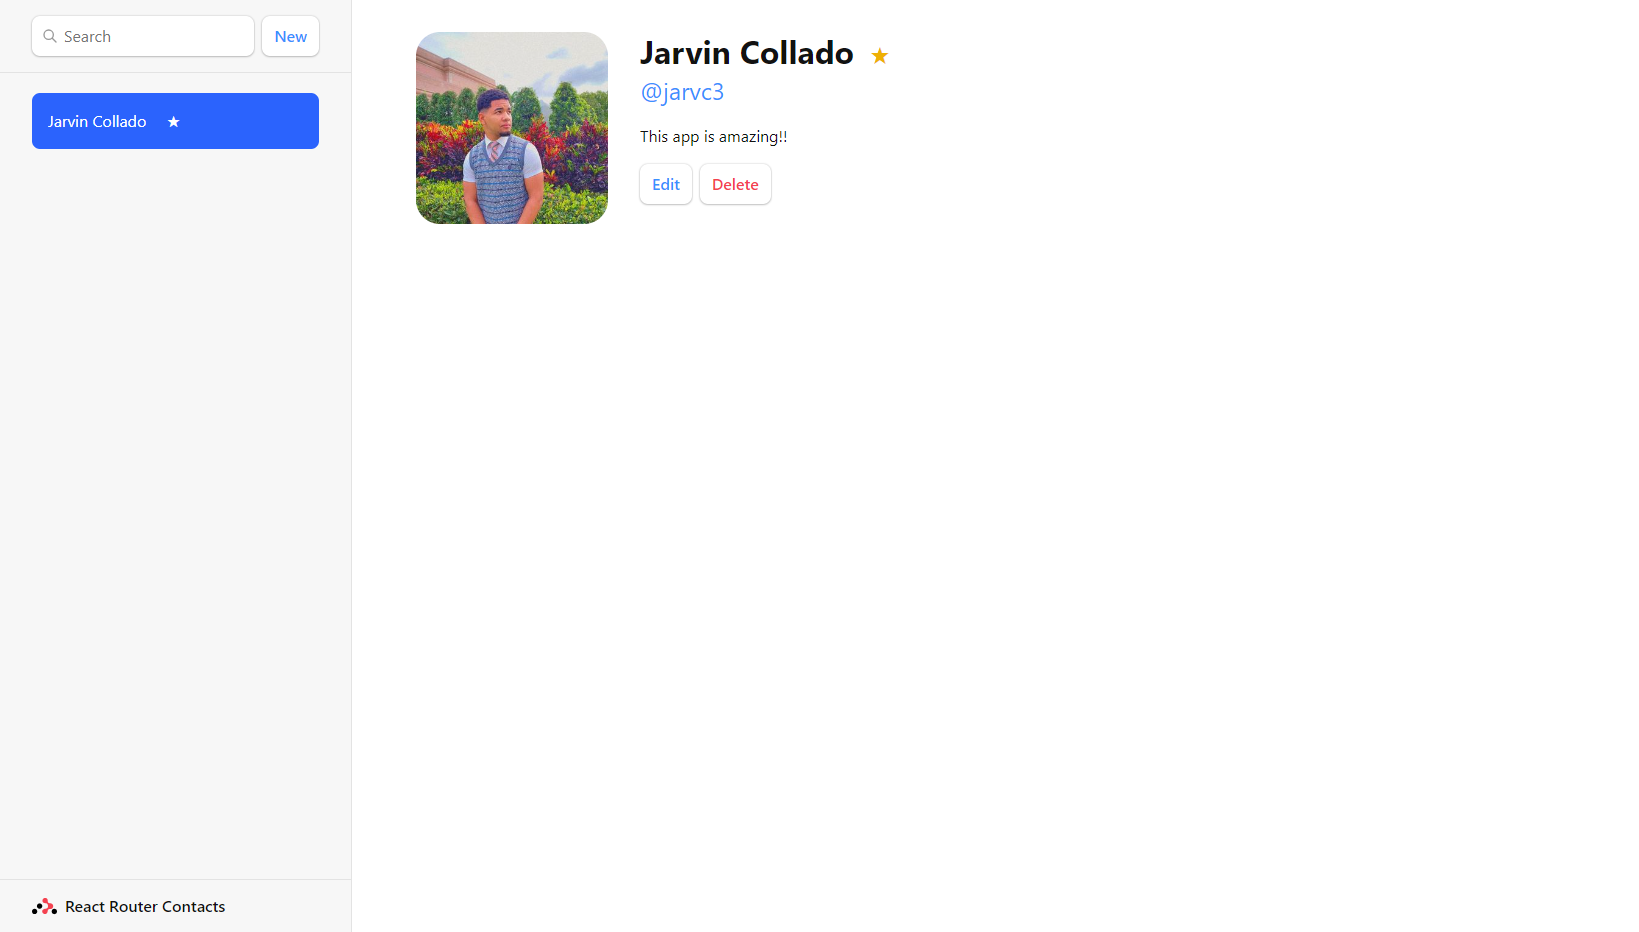 Search
New
Jarvin Collado ★
Jarvin Collado ★
@jarvc3
This app is amazing!!
Edit
Delete
React Router Contacts